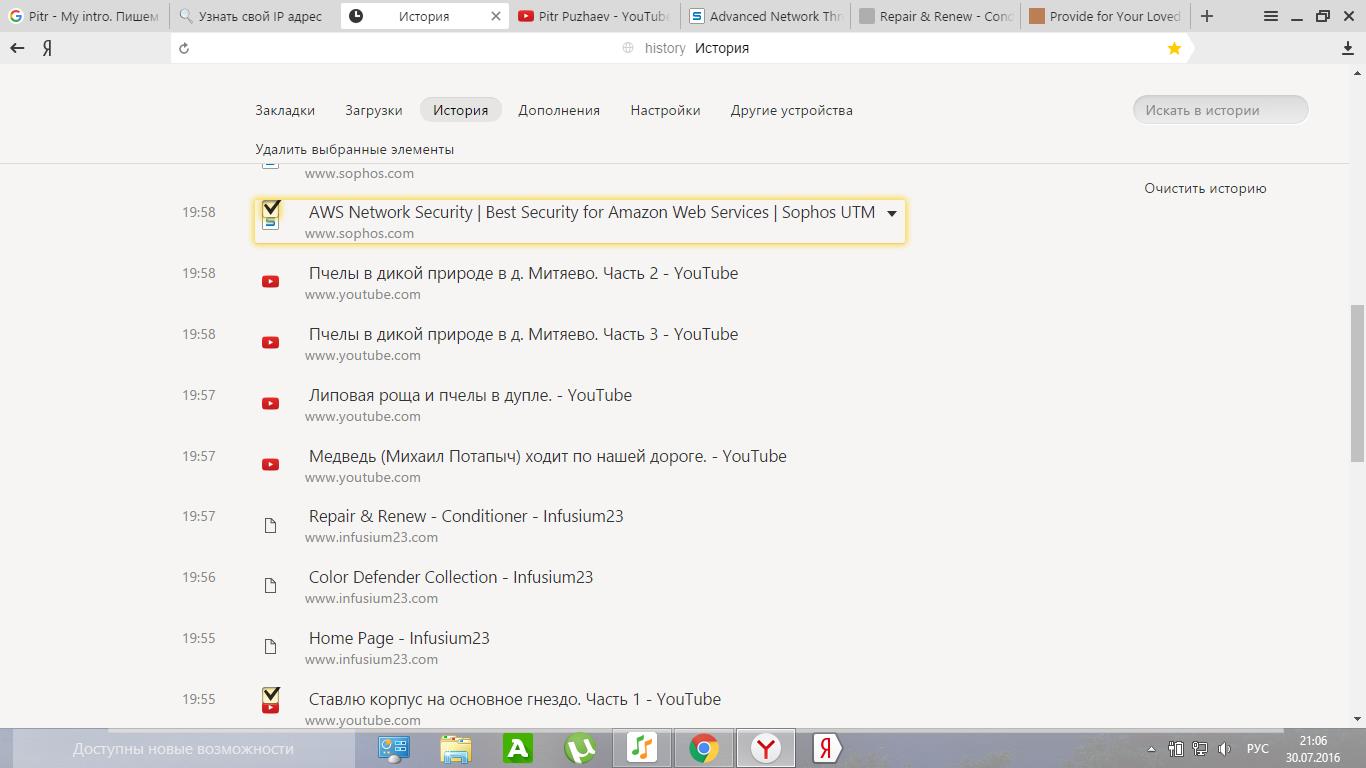 Pitr - My intro. Пишем
Узнать свой IP адрес
История
Pitr Puzhaev - YouTube
Advanced Network Thr
Repair & Renew - Cond
Provide for Your Loved
Я
history История
Закладки
Загрузки
История
Дополнения
Настройки
Другие устройства
Искать в истории
Удалить выбранные элементы
www.sophos.com
Очистить историю
19:58
AWS Network Security | Best Security for Amazon Web Services | Sophos UTM
www.sophos.com
19:58
Пчелы в дикой природе в д. Митяево. Часть 2 - YouTube
www.youtube.com
19:58
Пчелы в дикой природе в д. Митяево. Часть 3 - YouTube
www.youtube.com
19:57
Липовая роща и пчелы в дупле. - YouTube
www.youtube.com
19:57
Медведь (Михаил Потапыч) ходит по нашей дороге. - YouTube
www.youtube.com
19:57
Repair & Renew - Conditioner - Infusium23
www.infusium23.com
19:56
Color Defender Collection - Infusium23
www.infusium23.com
19:55
Home Page - Infusium23
www.infusium23.com
19:55
Ставлю корпус на основное гнездо. Часть 1 - YouTube
www.youtube.com
Доступны новые возможности
РУС
21:06
30.07.2016